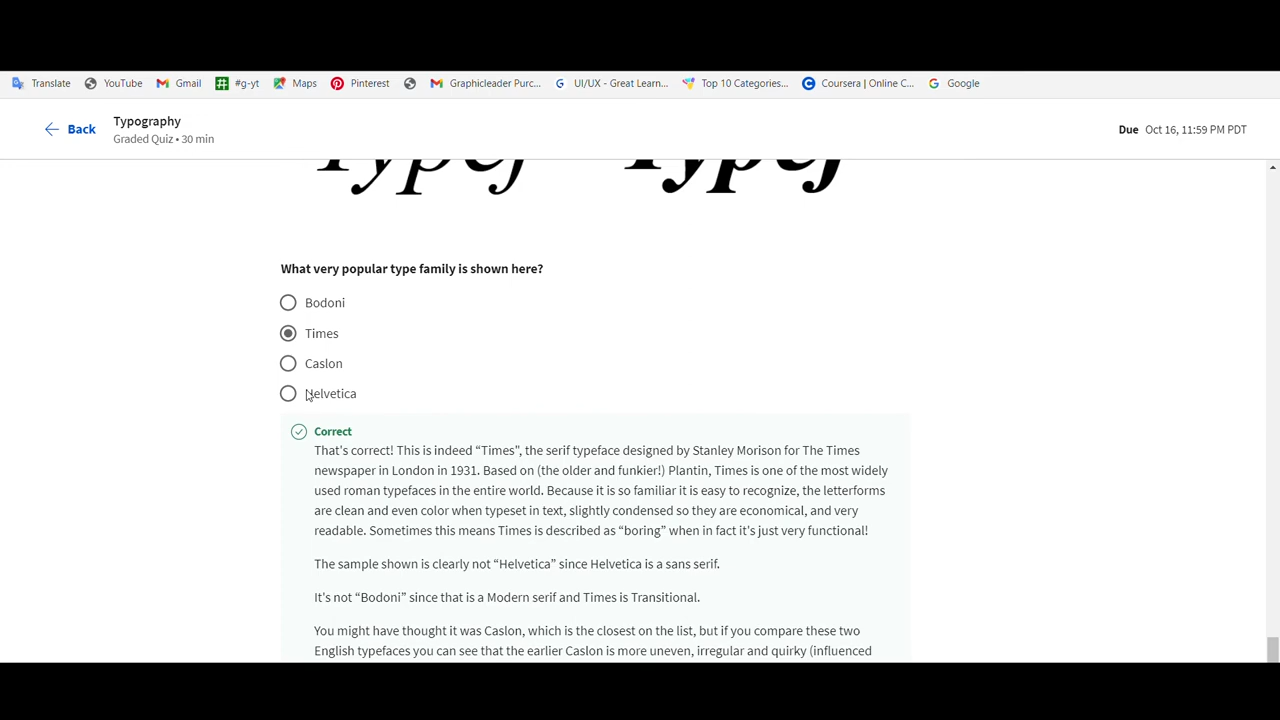 Translate YouTube Gmail #g-yt Maps Pinterest Graphicleader Purc... UI/UX - Great Learn... Top 10 Categories... Coursera | Online C... Google
Back
Typography
Graded Quiz • 30 min
Due Oct 16, 11:59 PM PDT
Typej Typej
What very popular type family is shown here?
Bodoni
Times
Caslon
Helvetica
Correct
That's correct! This is indeed “Times”, the serif typeface designed by Stanley Morison for The Times
newspaper in London in 1931. Based on (the older and funkier!) Plantin, Times is one of the most widely
used roman typefaces in the entire world. Because it is so familiar it is easy to recognize, the letterforms
are clean and even color when typeset in text, slightly condensed so they are economical, and very
readable. Sometimes this means Times is described as “boring” when in fact it's just very functional!
The sample shown is clearly not “Helvetica” since Helvetica is a sans serif.
It's not “Bodoni” since that is a Modern serif and Times is Transitional.
You might have thought it was Caslon, which is the closest on the list, but if you compare these two
English typefaces you can see that the earlier Caslon is more uneven, irregular and quirky (influenced